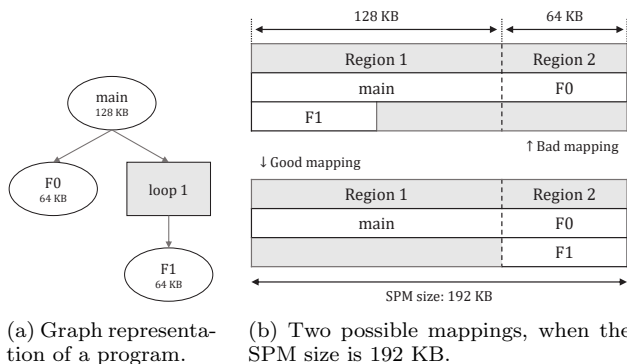 main
128 KB
F0
64 KB
loop 1
F1
64 KB
(a) Graph representa-
tion of a program.
128 KB 64 KB
Region 1 Region 2
main F0
F1
↑ Bad mapping
↓ Good mapping
Region 1 Region 2
main F0
F1
SPM size: 192 KB
(b) Two possible mappings, when the
SPM size is 192 KB.